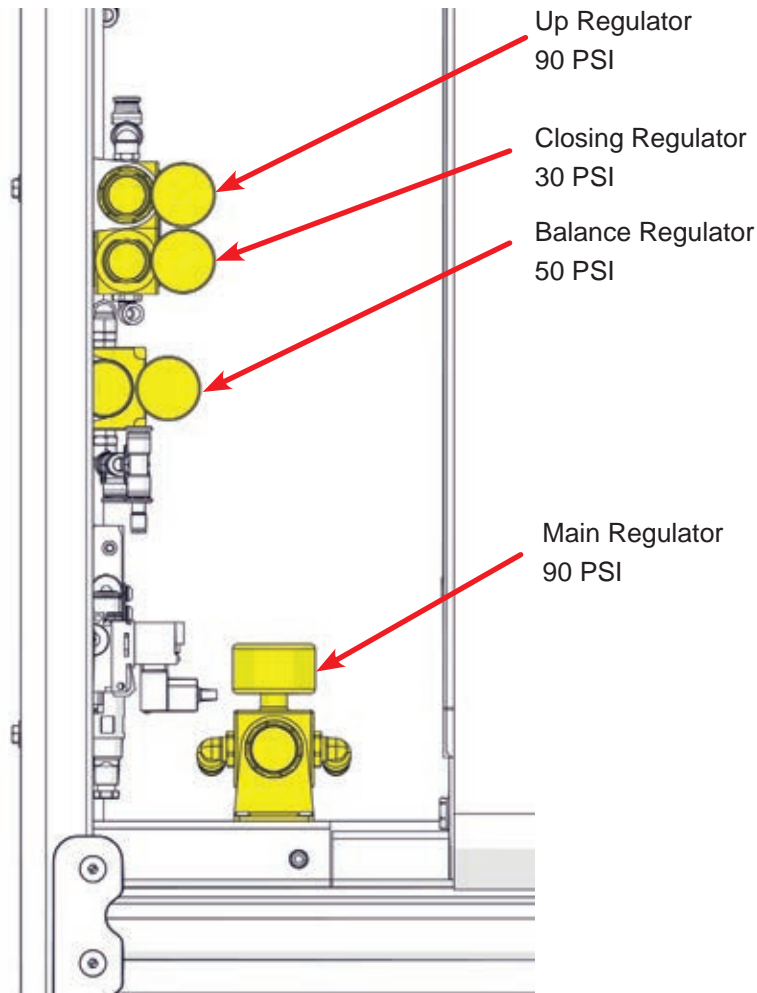 Up Regulator
90 PSI
Closing Regulator
30 PSI
Balance Regulator
50 PSI
Main Regulator
90 PSI